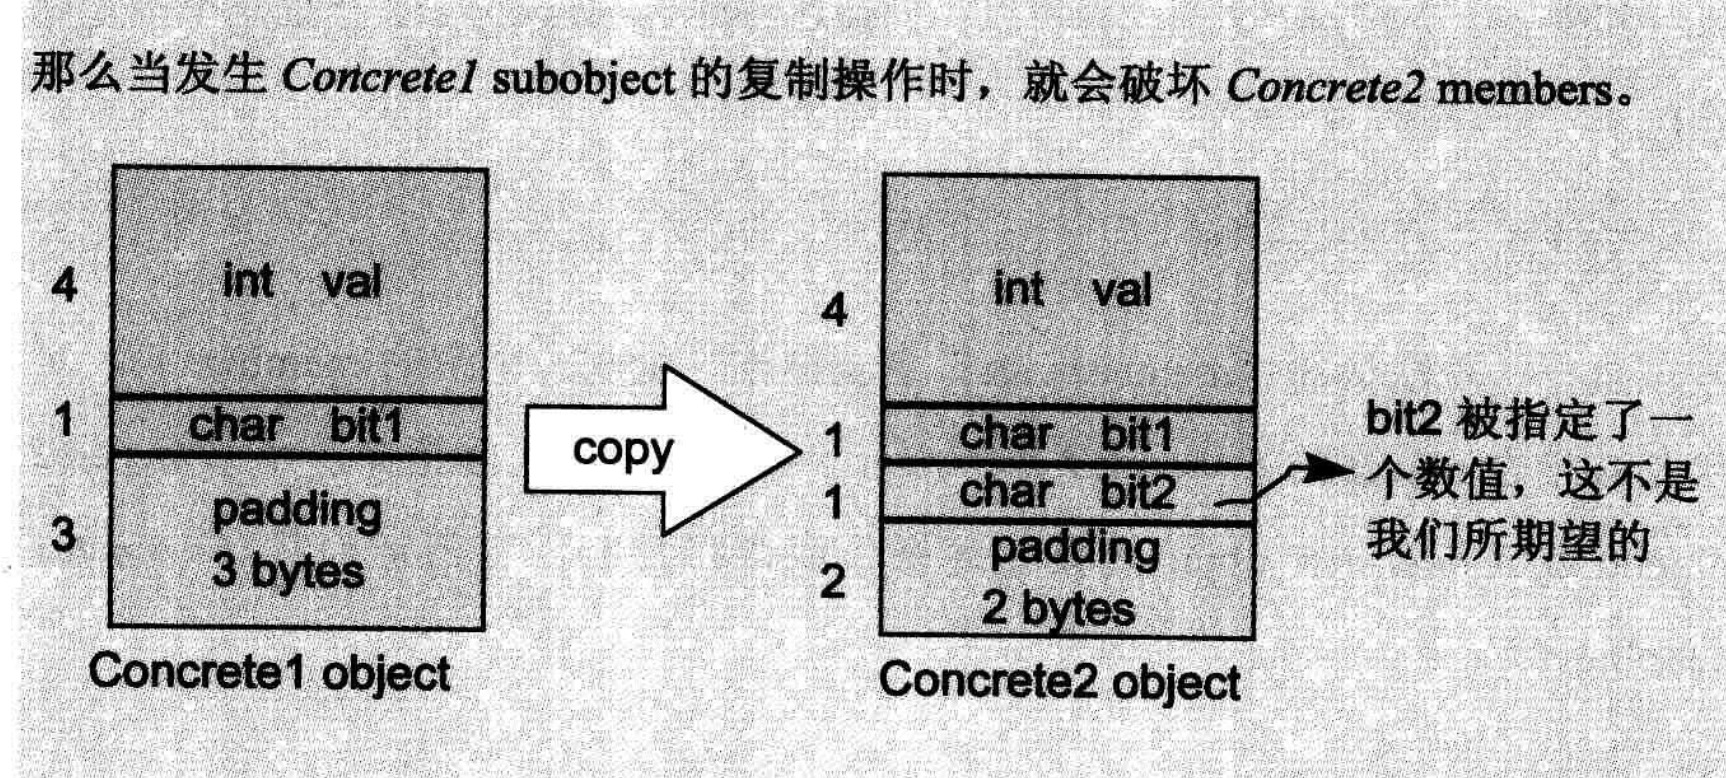 那么当发生 Concrete1 subobject 的复制操作时，就会破坏 Concrete2 members。
4
int val
1
char bit1
3
padding
3 bytes
Concrete1 object
copy
4
int val
1
char bit1
1
char bit2
2
padding
2 bytes
Concrete2 object
bit2 被指定了一
个数值，这不是
我们所期望的